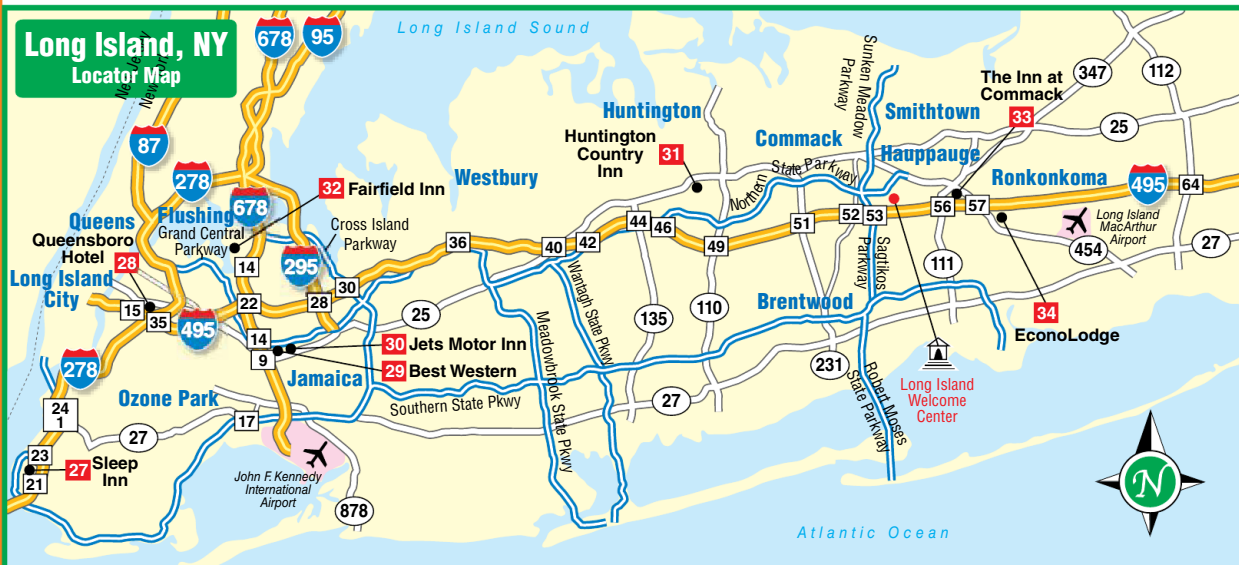 Long Island, NY
Locator Map
New Jersey
New York
678
95
Long Island Sound
87
278
678
Queens
Flushing
Grand Central
Parkway
32
Fairfield Inn
Cross Island
Parkway
Westbury
Queensboro
Hotel
28
Long Island
City
14
295
15
35
495
22
28
30
36
40
42
44
46
49
51
52
53
56
57
64
14
9
30
Jets Motor Inn
29
Best Western
Jamaica
25
278
Ozone Park
24
1
27
17
23
21
27
Sleep
Inn
John F. Kennedy
International
Airport
878
Southern State Pkwy
Meadowbrook State Pkwy
Wantagh State Pkwy
27
135
110
Huntington
Huntington
Country
Inn
31
Commack
Northern
State Parkway
Sunken Meadow
Parkway
Smithtown
Hauppauge
The Inn at
Commack
33
347
112
25
Ronkonkoma
495
Long Island
MacArthur
Airport
454
27
111
Sagtikos
Parkway
Brentwood
231
Robert Moses
State Parkway
Long Island
Welcome
Center
34
EconoLodge
N
Atlantic Ocean